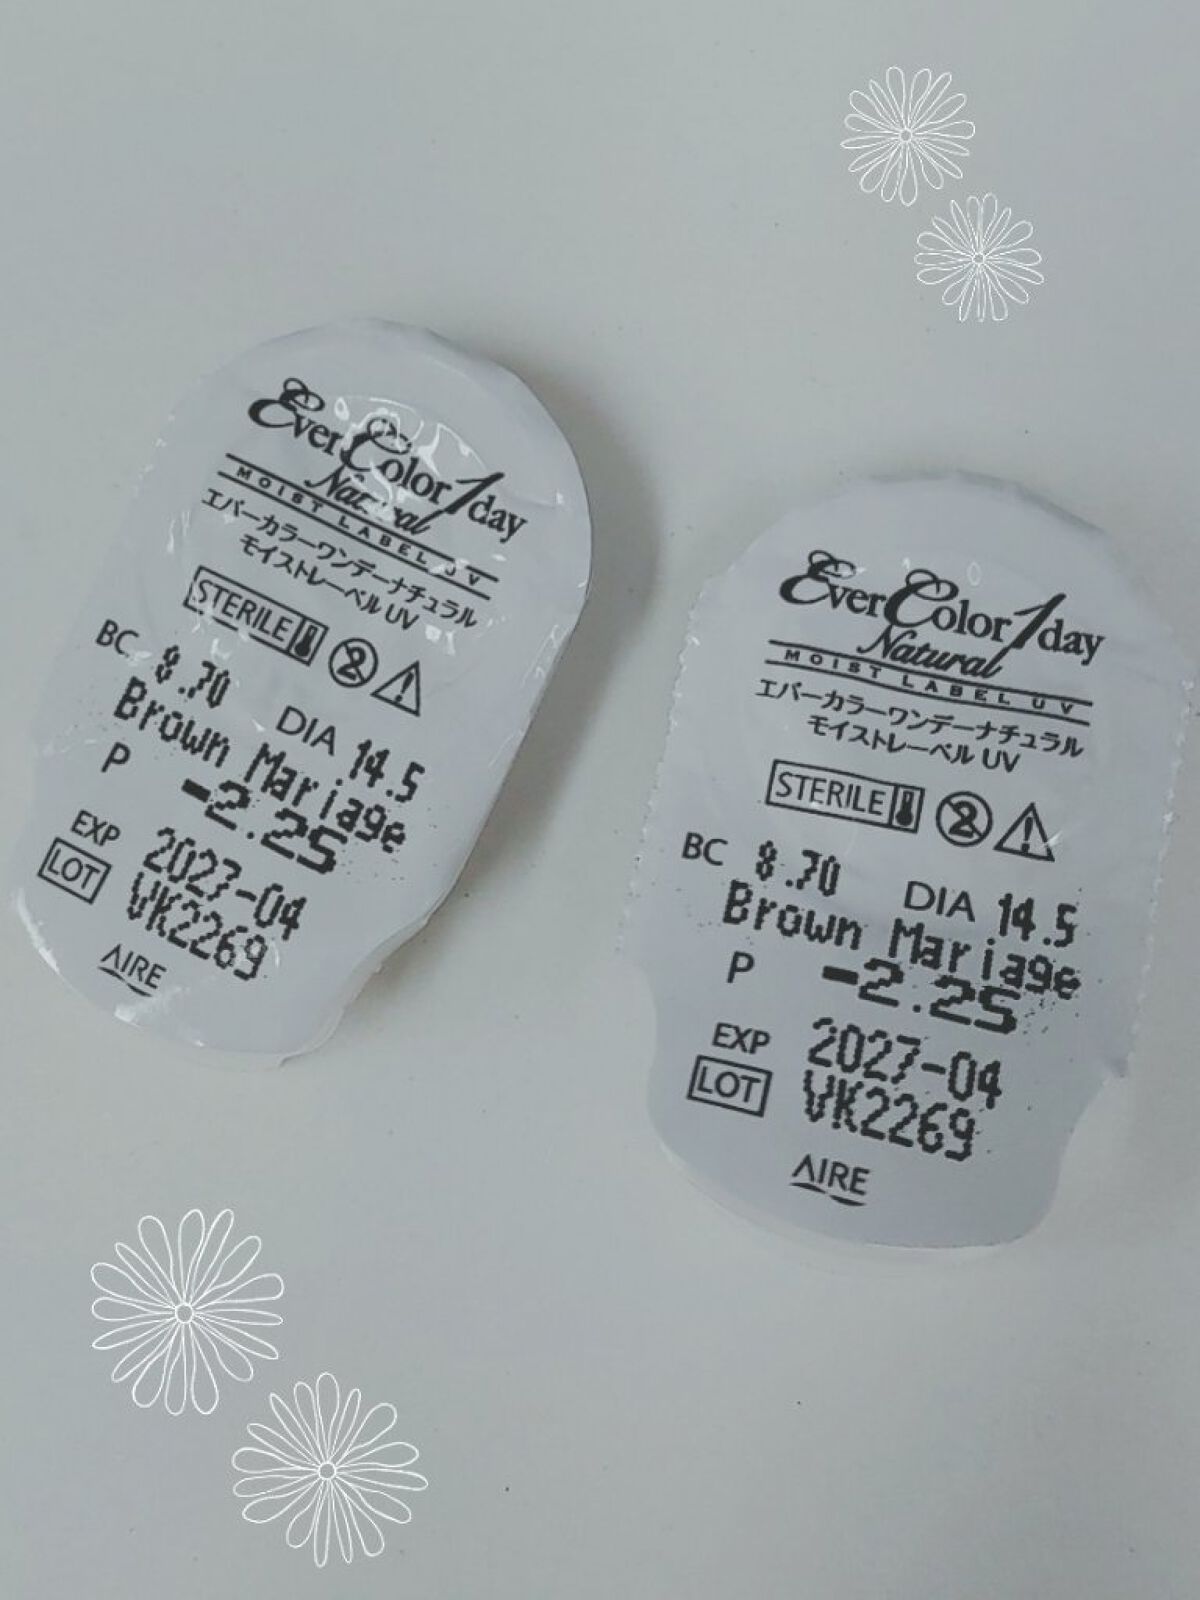 EverColor1day
Natural
MOIST LABEL UV
エバーカラーワンデーナチュラル
モイストレーベル UV
STERILE
BC 8.70 DIA 14.5
Brown Mariage
P -2.25
EXP 2027-04
LOT VK2269
AIRE
EverColor1day
Natural
MOIST LABEL UV
エバーカラーワンデーナチュラル
モイストレーベル UV
STERILE
BC 8.70 DIA 14.5
Brown Mariage
P -2.25
EXP 2027-04
LOT VK2269
AIRE